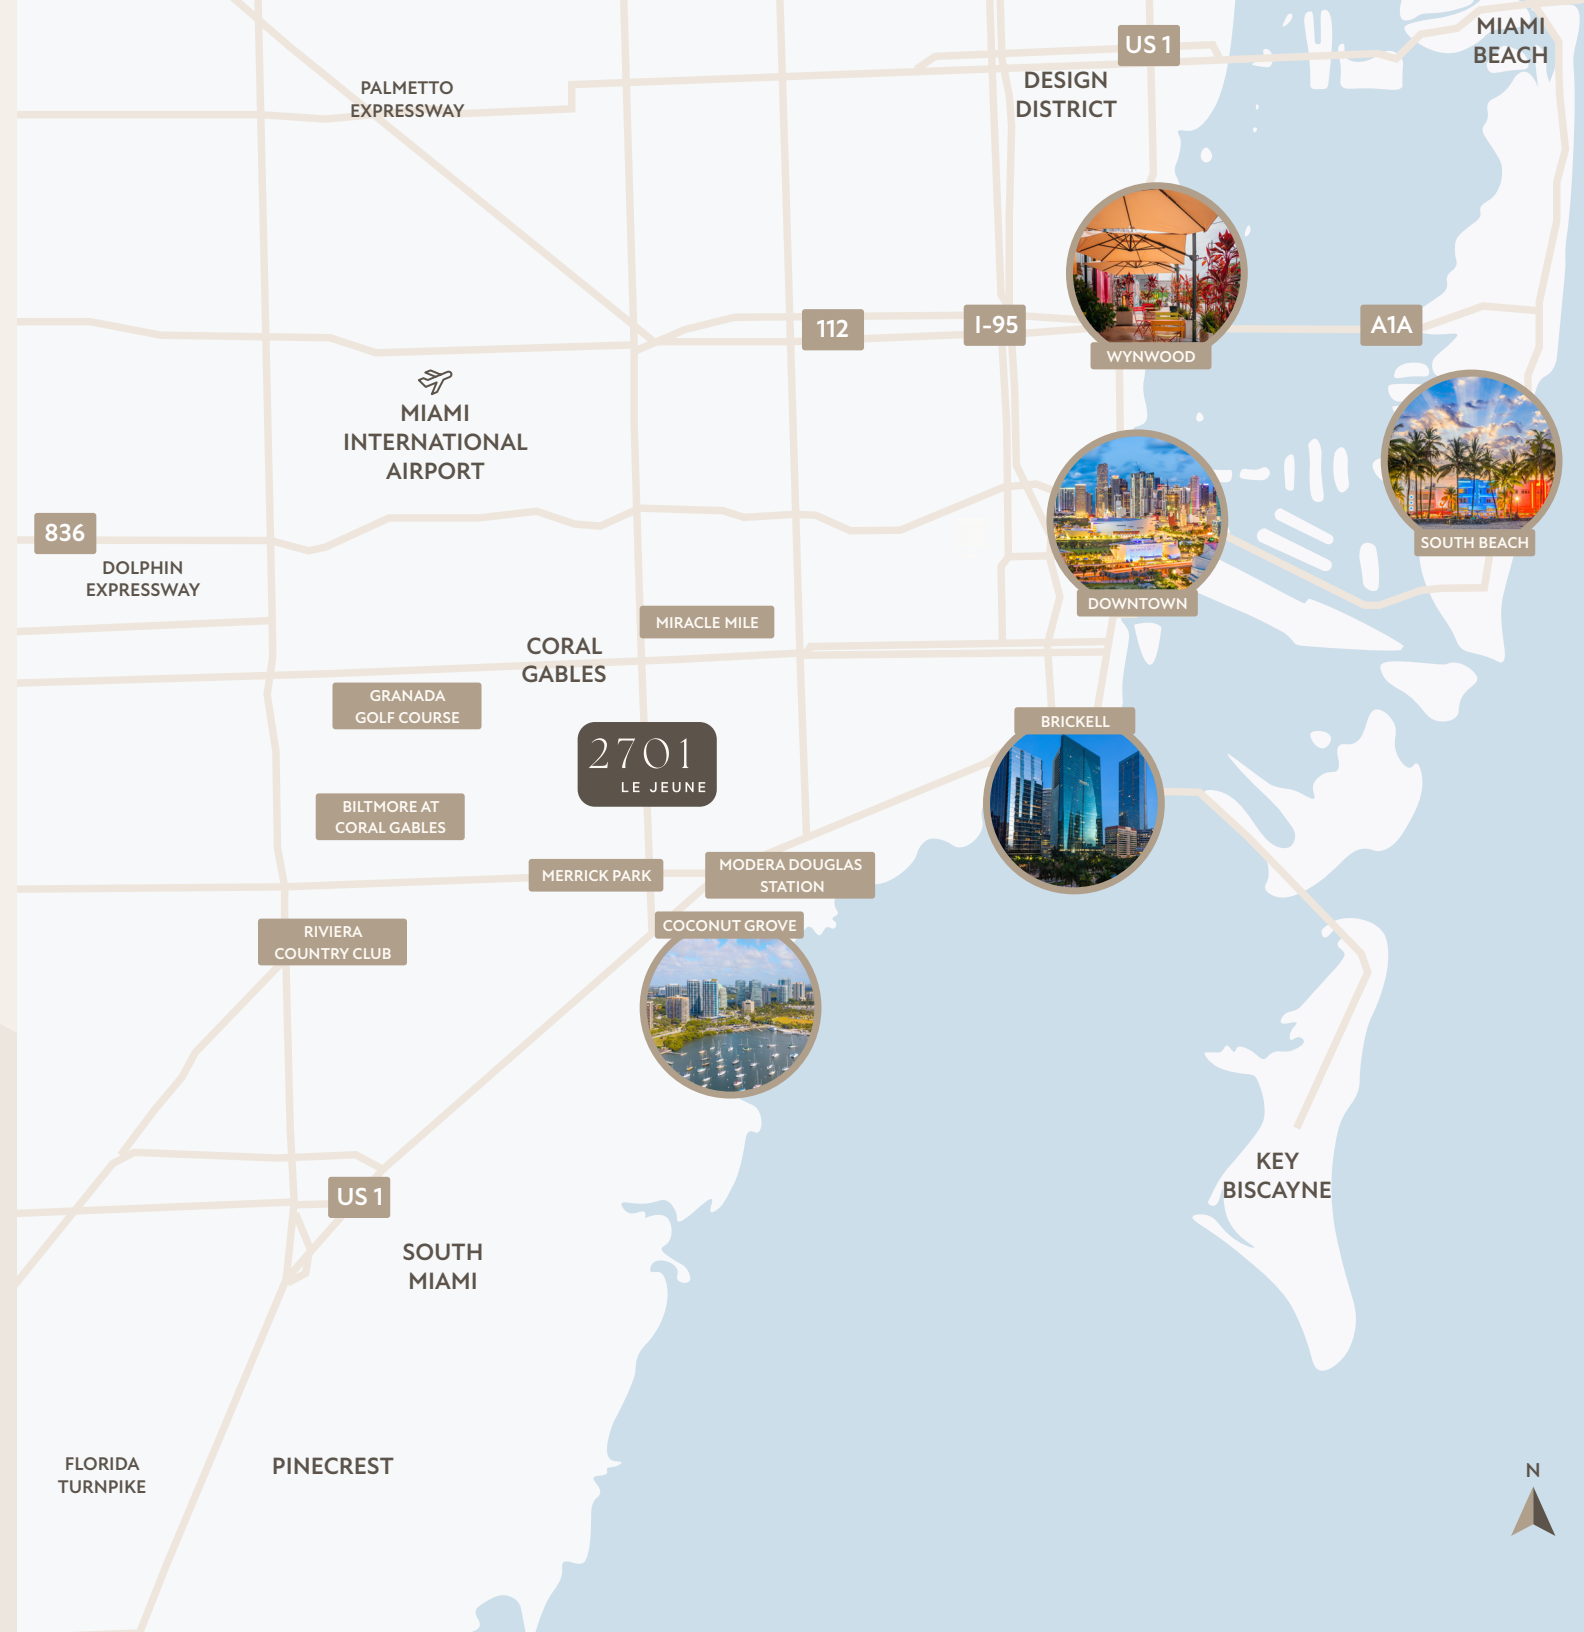 MIAMI
BEACH
US 1
DESIGN
DISTRICT
PALMETTO
EXPRESSWAY
112
I-95
A1A
WYNWOOD
MIAMI
INTERNATIONAL
AIRPORT
SOUTH BEACH
836
DOLPHIN
EXPRESSWAY
DOWNTOWN
MIRACLE MILE
CORAL
GABLES
GRANADA
GOLF COURSE
BRICKELL
2701
LE JEUNE
BILTMORE AT
CORAL GABLES
MERRICK PARK
MODERA DOUGLAS
STATION
COCONUT GROVE
RIVIERA
COUNTRY CLUB
KEY
BISCAYNE
US 1
SOUTH
MIAMI
FLORIDA
TURNPIKE
PINECREST
N